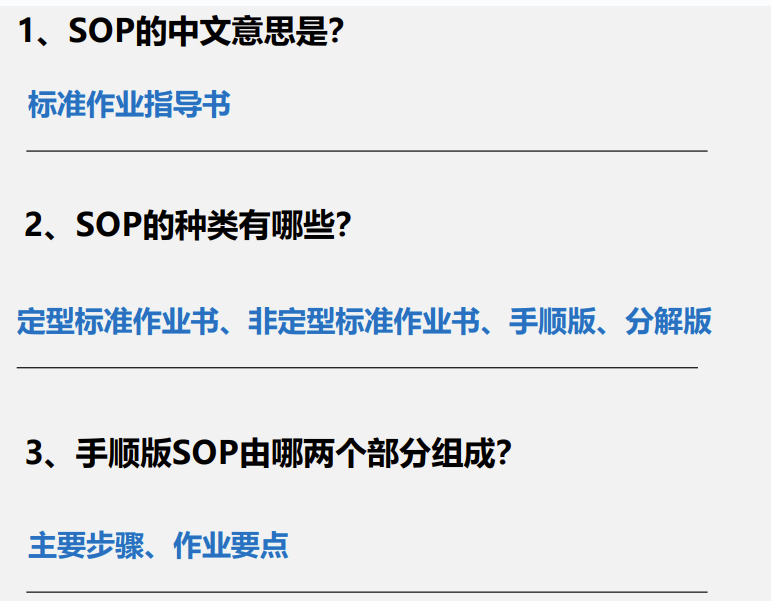 1、SOP的中文意思是?
标准作业指导书
2、SOP的种类有哪些?
定型标准作业书、非定型标准作业书、手顺版、分解版
3、手顺版SOP由哪两个部分组成?
主要步骤、作业要点